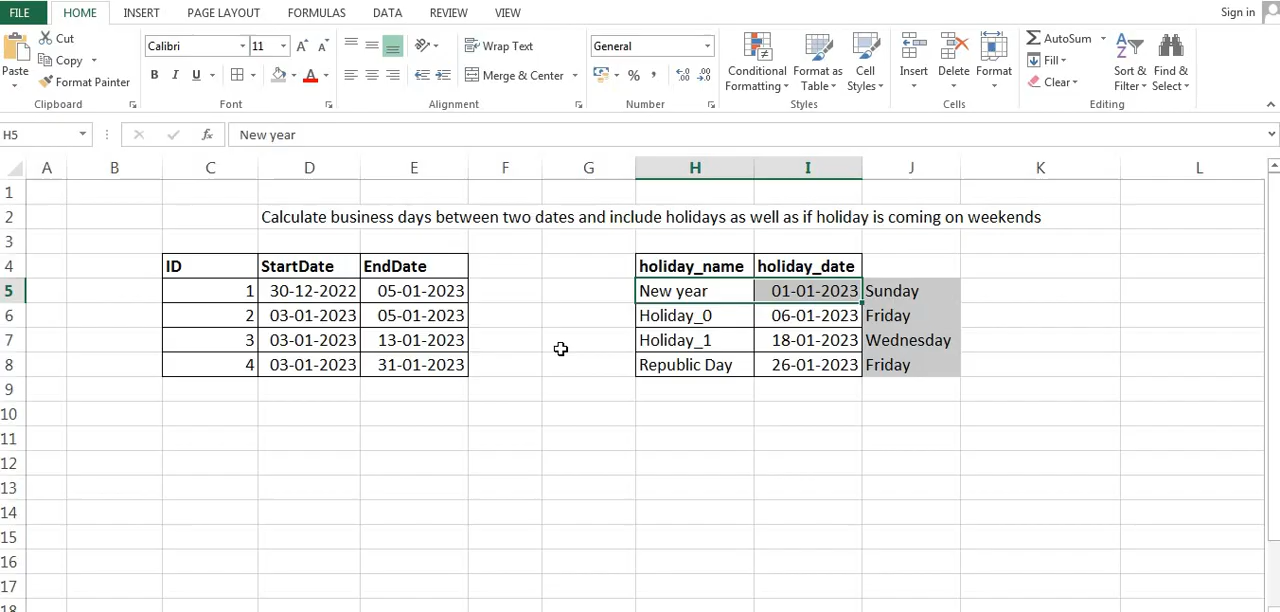 FILE HOME INSERT PAGE LAYOUT FORMULAS DATA REVIEW VIEW Sign in
Cut
Copy
Format Painter
Paste
Clipboard
Calibri 11
B I U A
Font
Wrap Text
Merge & Center
Alignment
General
%
Number
Conditional Formatting
Format as Table
Cell Styles
Styles
Insert Delete Format
Cells
AutoSum
Fill
Clear
Sort & Filter
Find & Select
Editing
H5 fx New year
A B C D E F G H I J K L
1
2 Calculate business days between two dates and include holidays as well as if holiday is coming on weekends
3
4 ID StartDate EndDate holiday_name holiday_date
5 1 30-12-2022 05-01-2023 New year 01-01-2023 Sunday
6 2 03-01-2023 05-01-2023 Holiday_0 06-01-2023 Friday
7 3 03-01-2023 13-01-2023 Holiday_1 18-01-2023 Wednesday
8 4 03-01-2023 31-01-2023 Republic Day 26-01-2023 Friday
9
10
11
12
13
14
15
16
17
18